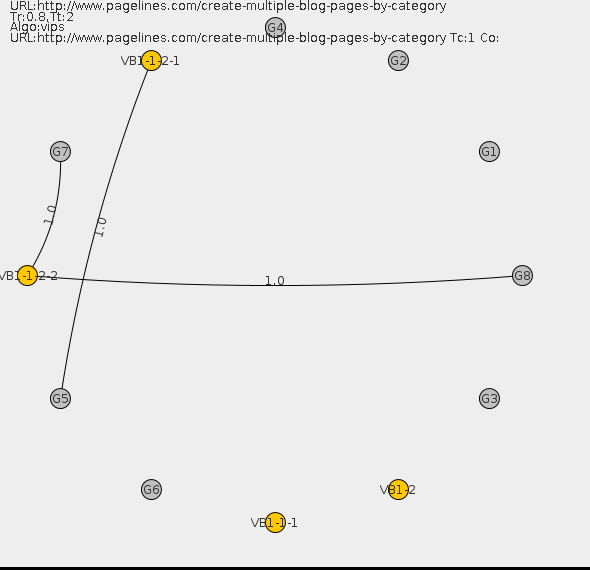 URL:http://www.pagelines.com/create-multiple-blog-pages-by-category
Tr:0.8,Tt:2
Algo:vips
URL:http://www.pagelines.com/create-multiple-blog-pages-by-category Tc:1 Co:
G4
VB1-1-2-1
G2
G7
G1
1.0
1.0
VB1-1-2-2
1.0
G8
G5
G3
G6
VB1-2
VB1-1-1